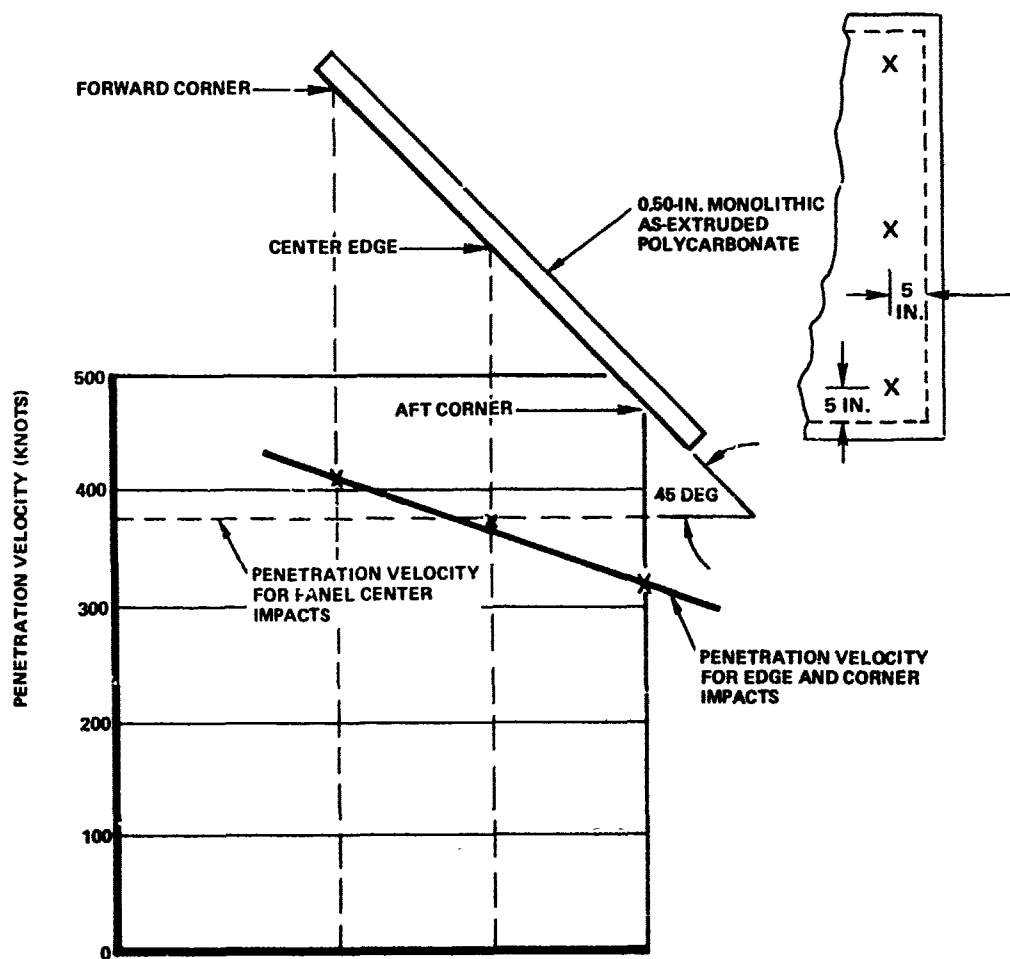 FORWARD CORNER
CENTER EDGE
0.50-IN. MONOLITHIC
AS-EXTRUDED
POLYCARBONATE
X
X
X
5
IN.
5 IN.
AFT CORNER
45 DEG
PENETRATION VELOCITY (KNOTS)
500
400
300
200
100
0
PENETRATION VELOCITY
FOR PANEL CENTER
IMPACTS
PENETRATION VELOCITY
FOR EDGE AND CORNER
IMPACTS